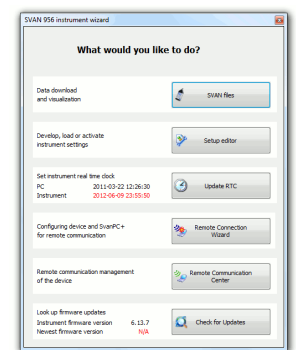 SVAN 956 instrument wizard
What would you like to do?
Data download
and visualization
SVAN files
Develop, load or activate
instrument settings
Setup editor
Set instrument real time clock
PC 2011-03-22 12:26:30
Instrument 2012-06-09 23:55:50
Update RTC
Configuring device and SvanPC+
for remote communication
Remote Connection
Wizard
Remote communication management
of the device
Remote Communication
Center
Look up firmware updates
Instrument firmware version 6.13.7
Newest firmware version N/A
Check for Updates